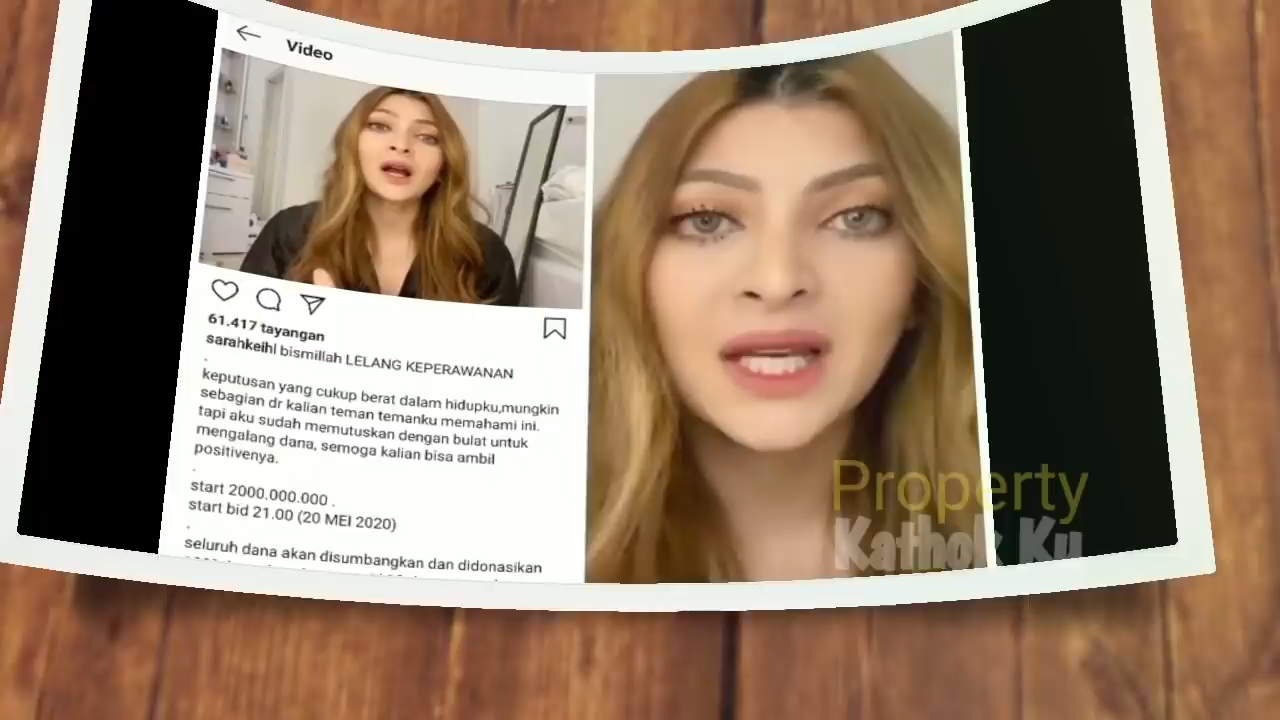 Video
61.417 tayangan
sarahkeihl bismillah LELANG KEPERAWANAN
.
keputusan yang cukup berat dalam hidupku,mungkin
sebagian dr kalian teman temanku memahami ini.
tapi aku sudah memutuskan dengan bulat untuk
mengalang dana, semoga kalian bisa ambil
positivenya.
.
start 2000.000.000 .
start bid 21.00 (20 MEI 2020)
.
seluruh dana akan disumbangkan dan didonasikan
Property
Kathok Ku